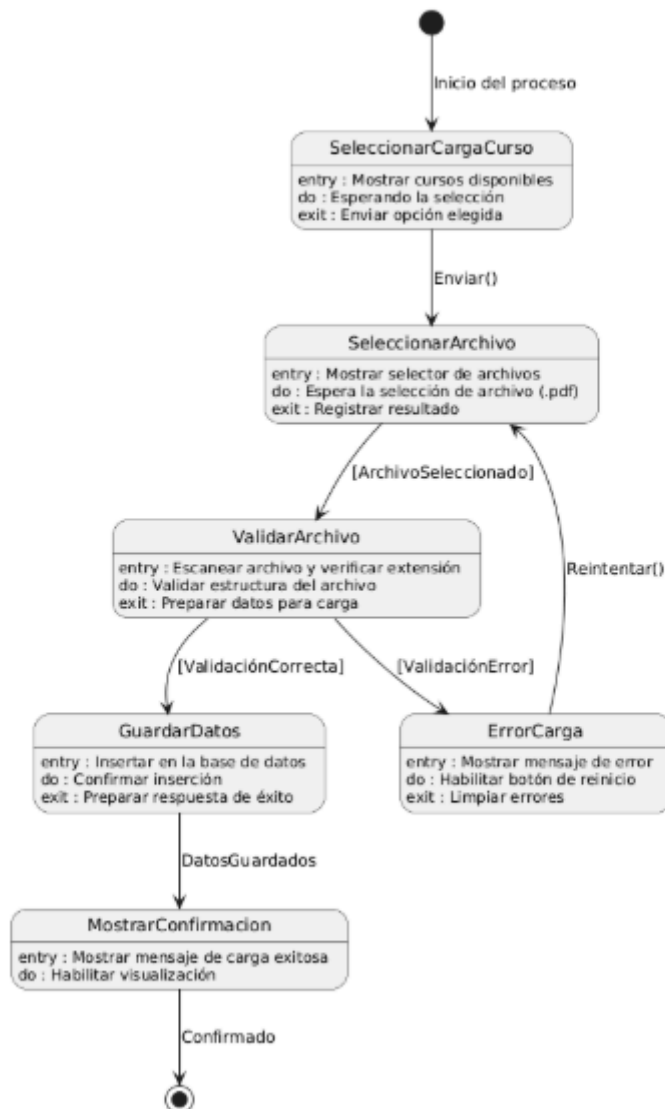 Inicio del proceso
SeleccionarCargaCurso
entry : Mostrar cursos disponibles
do : Esperando la selección
exit : Enviar opción elegida
Enviar()
SeleccionarArchivo
entry : Mostrar selector de archivos
do : Espera la selección de archivo (.pdf)
exit : Registrar resultado
[ArchivoSeleccionado]
ValidarArchivo
entry : Escanear archivo y verificar extensión
do : Validar estructura del archivo
exit : Preparar datos para carga
Reintentar()
[ValidaciónCorrecta]
[ValidaciónError]
GuardarDatos
entry : Insertar en la base de datos
do : Confirmar inserción
exit : Preparar respuesta de éxito
ErrorCarga
entry : Mostrar mensaje de error
do : Habilitar botón de reinicio
exit : Limpiar errores
DatosGuardados
MostrarConfirmacion
entry : Mostrar mensaje de carga exitosa
do : Habilitar visualización
Confirmado